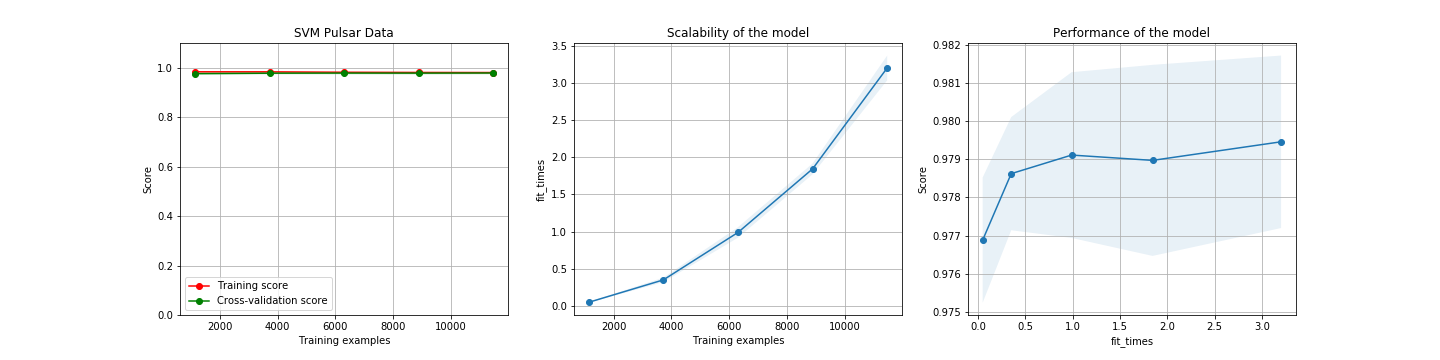 SVM Pulsar Data
Score
1.0
0.8
0.6
0.4
0.2
0.0
Training score
Cross-validation score
2000 4000 6000 8000 10000
Training examples
Scalability of the model
fit_times
3.5
3.0
2.5
2.0
1.5
1.0
0.5
0.0
2000 4000 6000 8000 10000
Training examples
Performance of the model
Score
0.982
0.981
0.980
0.979
0.978
0.977
0.976
0.975
0.0 0.5 1.0 1.5 2.0 2.5 3.0
fit_times